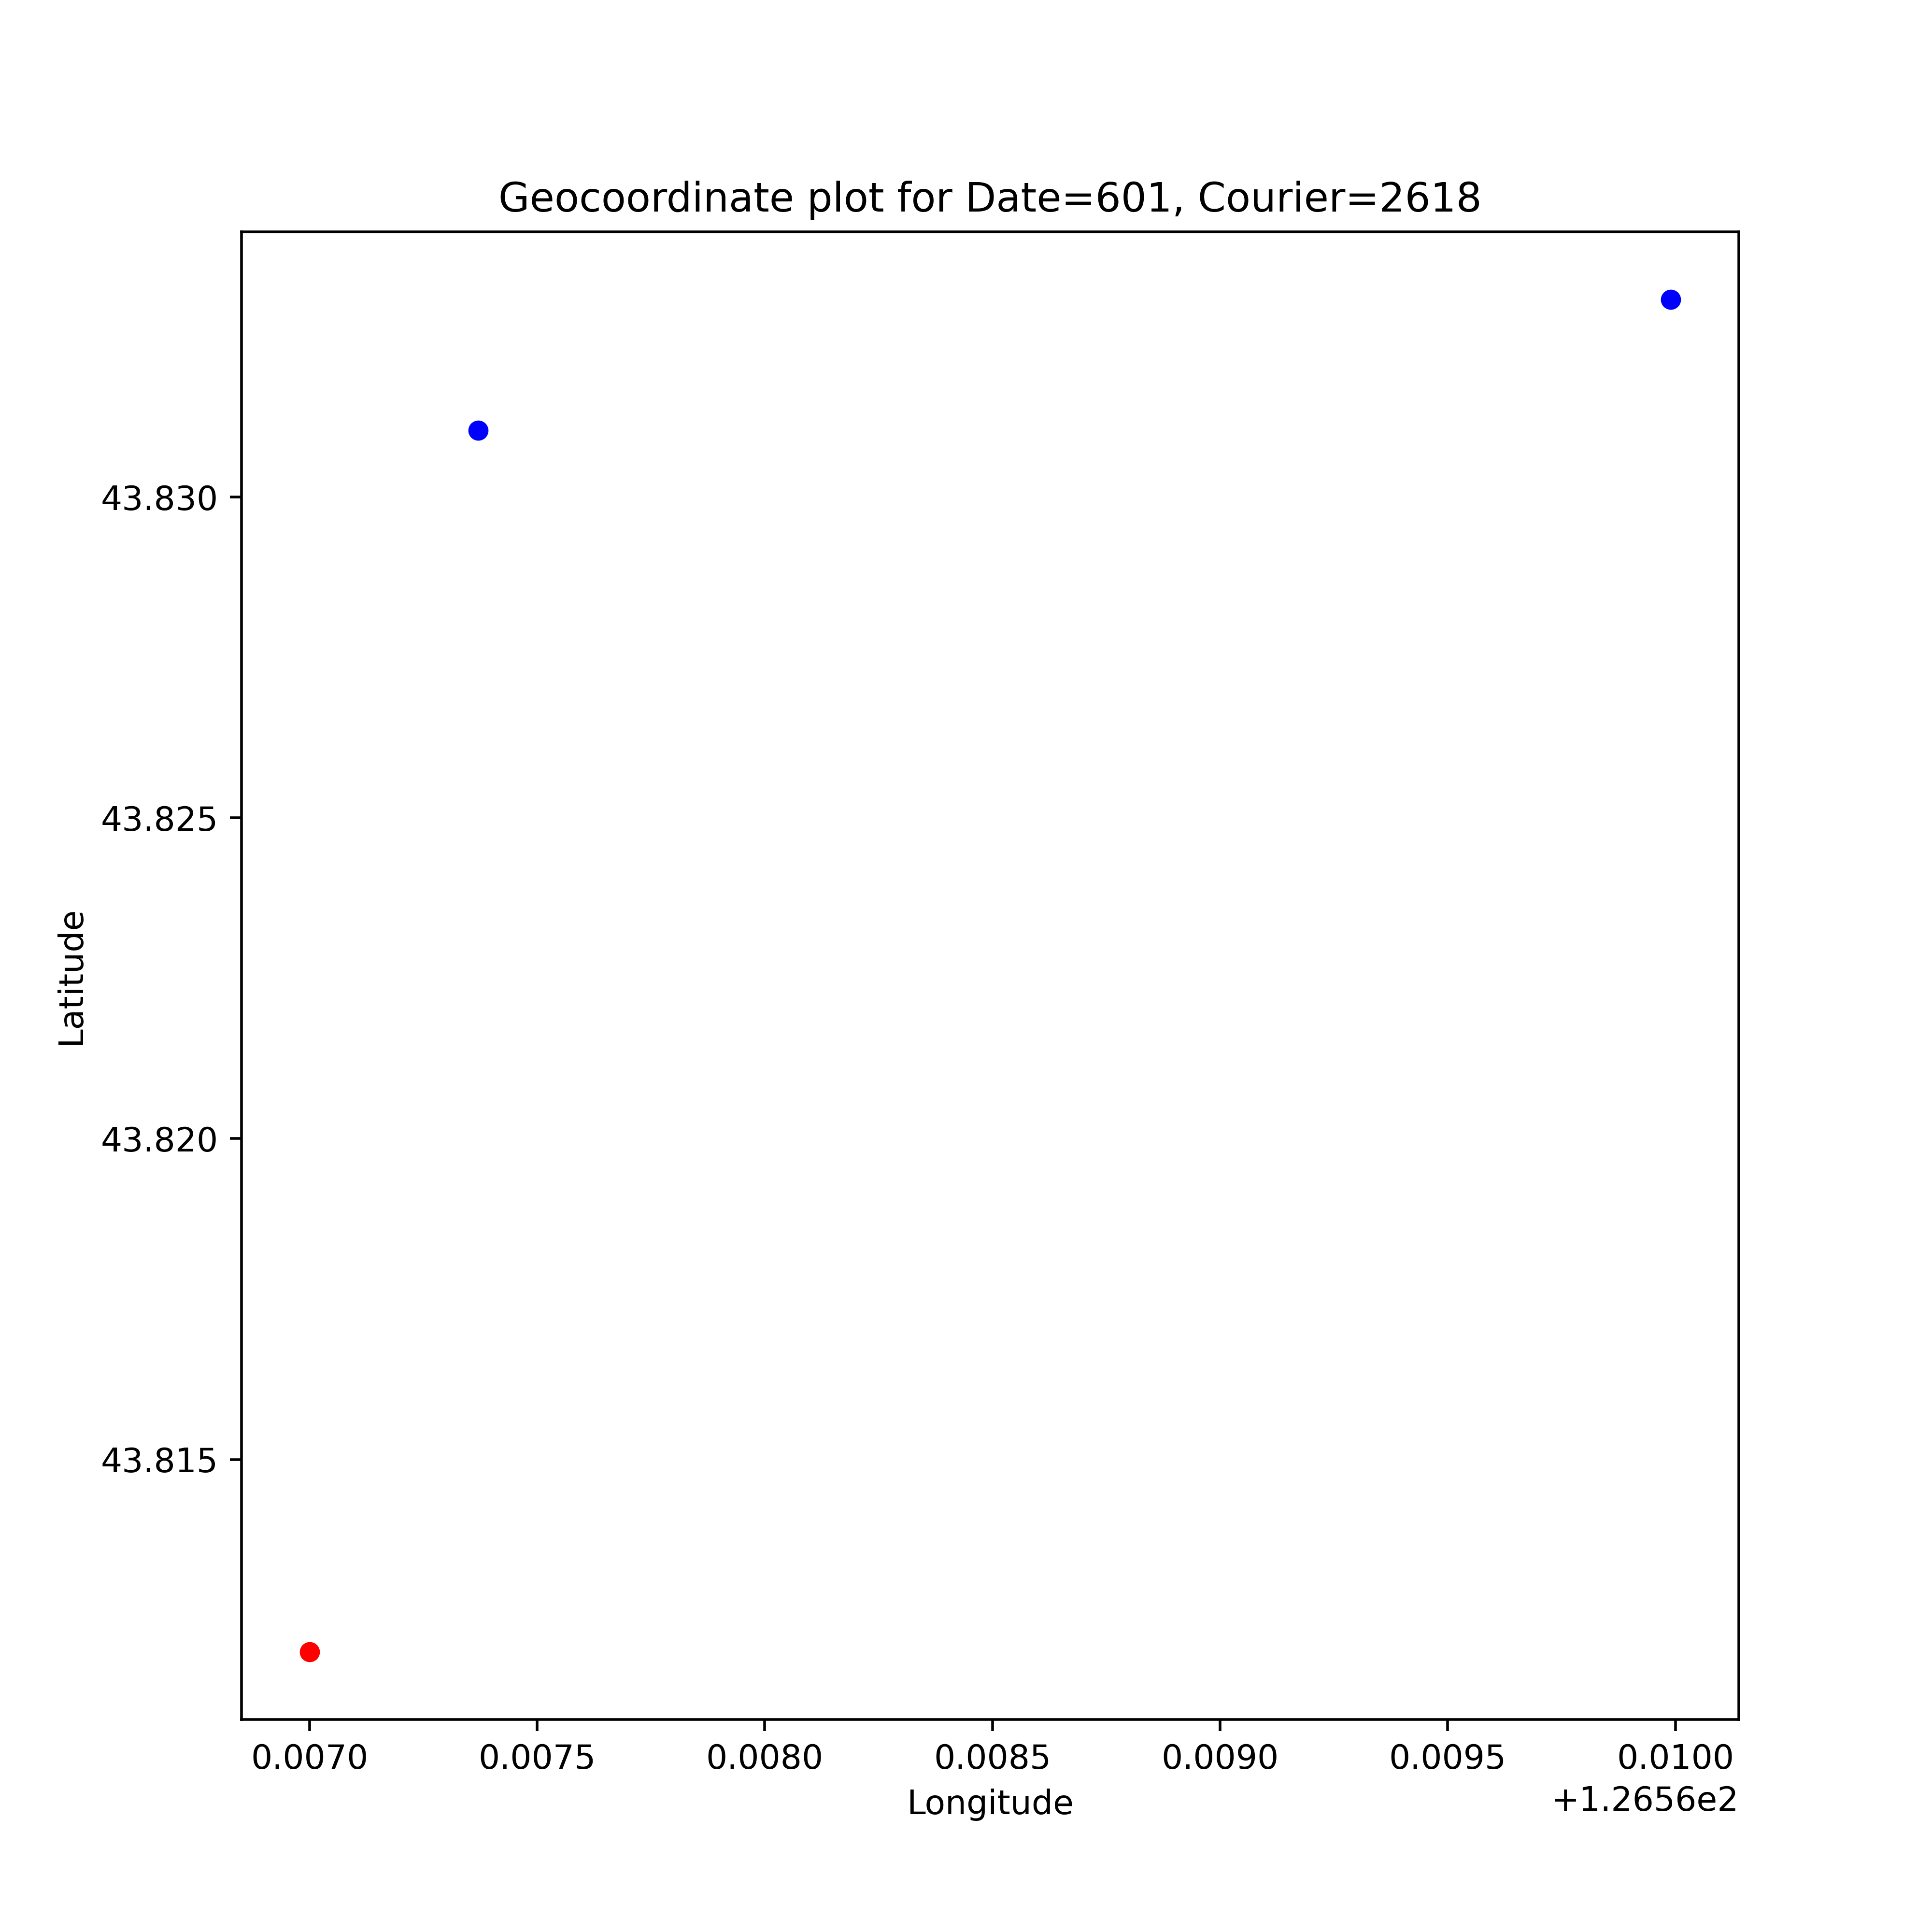 Geocoordinate plot for Date=601, Courier=2618
43.830
43.825
43.820
43.815
Latitude
0.0070 0.0075 0.0080 0.0085 0.0090 0.0095 0.0100
Longitude
+1.2656e2